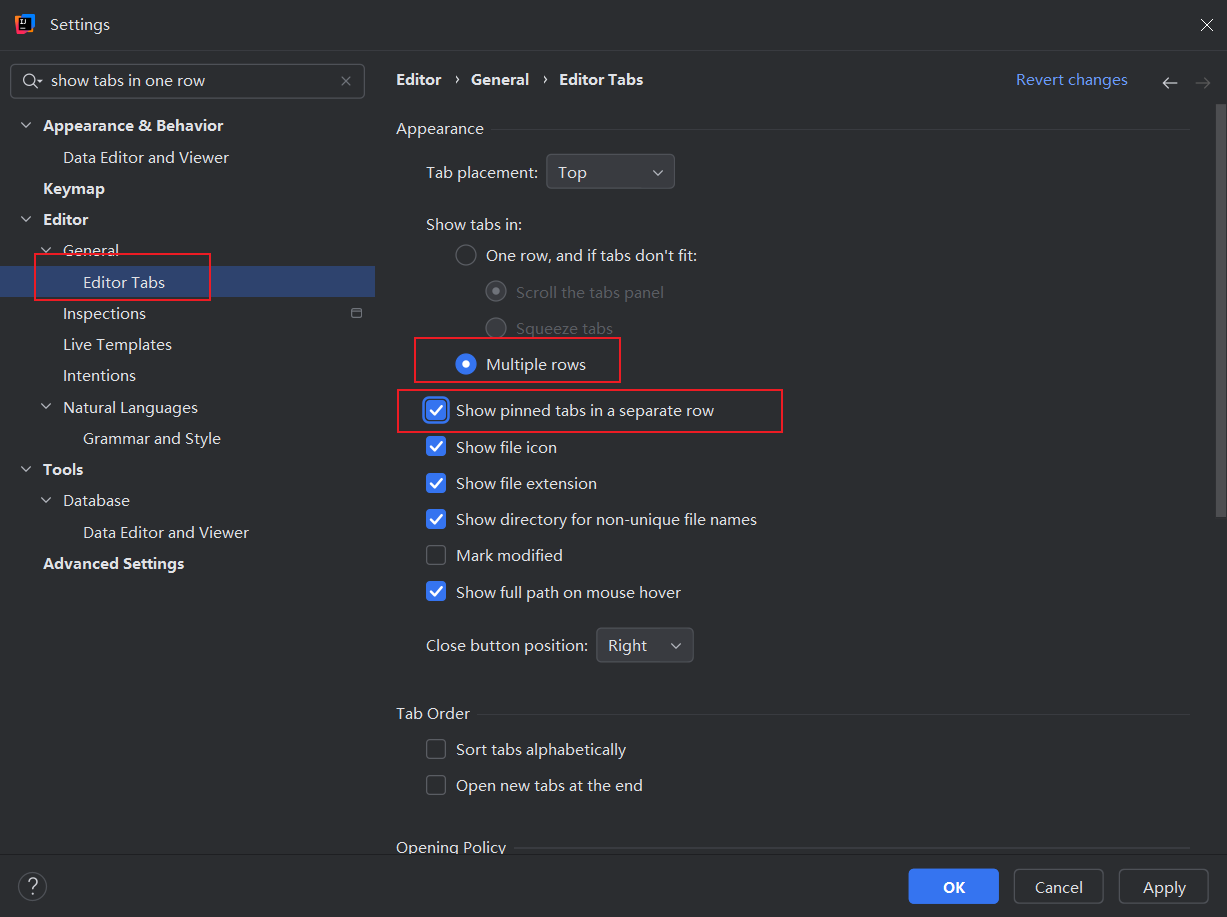 Settings
show tabs in one row
Appearance & Behavior
Data Editor and Viewer
Keymap
Editor
General
Editor Tabs
Inspections
Live Templates
Intentions
Natural Languages
Grammar and Style
Tools
Database
Data Editor and Viewer
Advanced Settings
Editor › General › Editor Tabs
Revert changes
Appearance
Tab placement: Top
Show tabs in:
One row, and if tabs don't fit:
Scroll the tabs panel
Squeeze tabs
Multiple rows
Show pinned tabs in a separate row
Show file icon
Show file extension
Show directory for non-unique file names
Mark modified
Show full path on mouse hover
Close button position: Right
Tab Order
Sort tabs alphabetically
Open new tabs at the end
Opening Policy
?
OK
Cancel
Apply